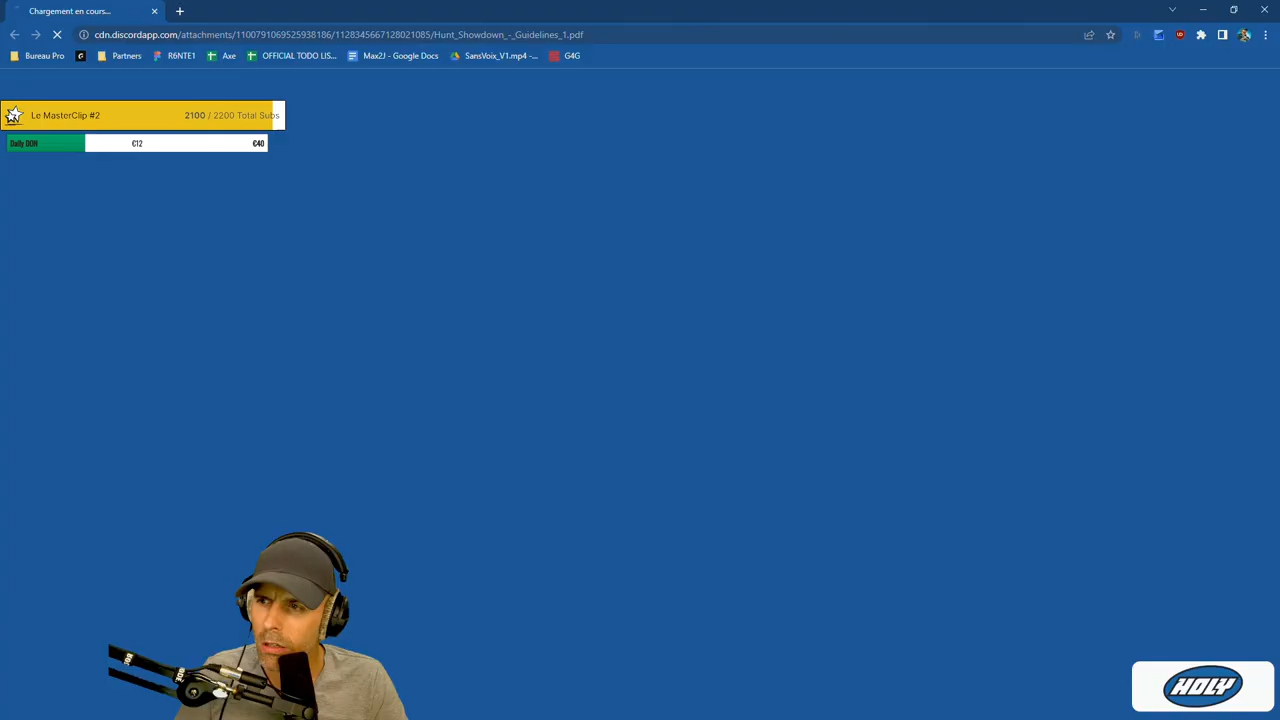 Chargement en cours...
cdn.discordapp.com/attachments/1100791069525938186/1128345667128021085/Hunt_Showdown_-_Guidelines_1.pdf
Bureau Pro Partners R6NTE1 Axe OFFICIAL TODO LIS... Max2J - Google Docs SansVoix_V1.mp4 -... G4G
Le MasterClip #2 2100 / 2200 Total Subs
Daily DON €12 €40
HOLY